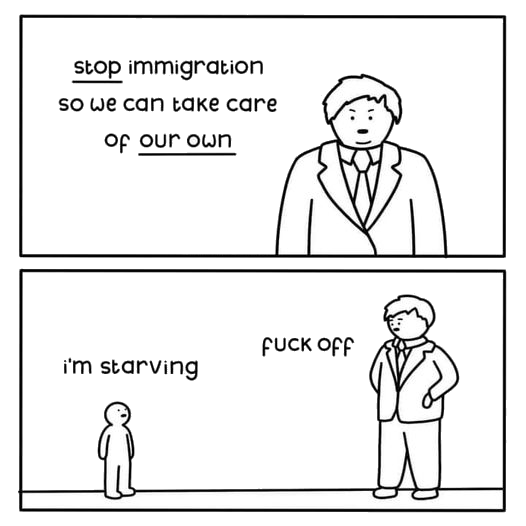 stop immigration
so we can take care
of our own
i'm starving
fuck off